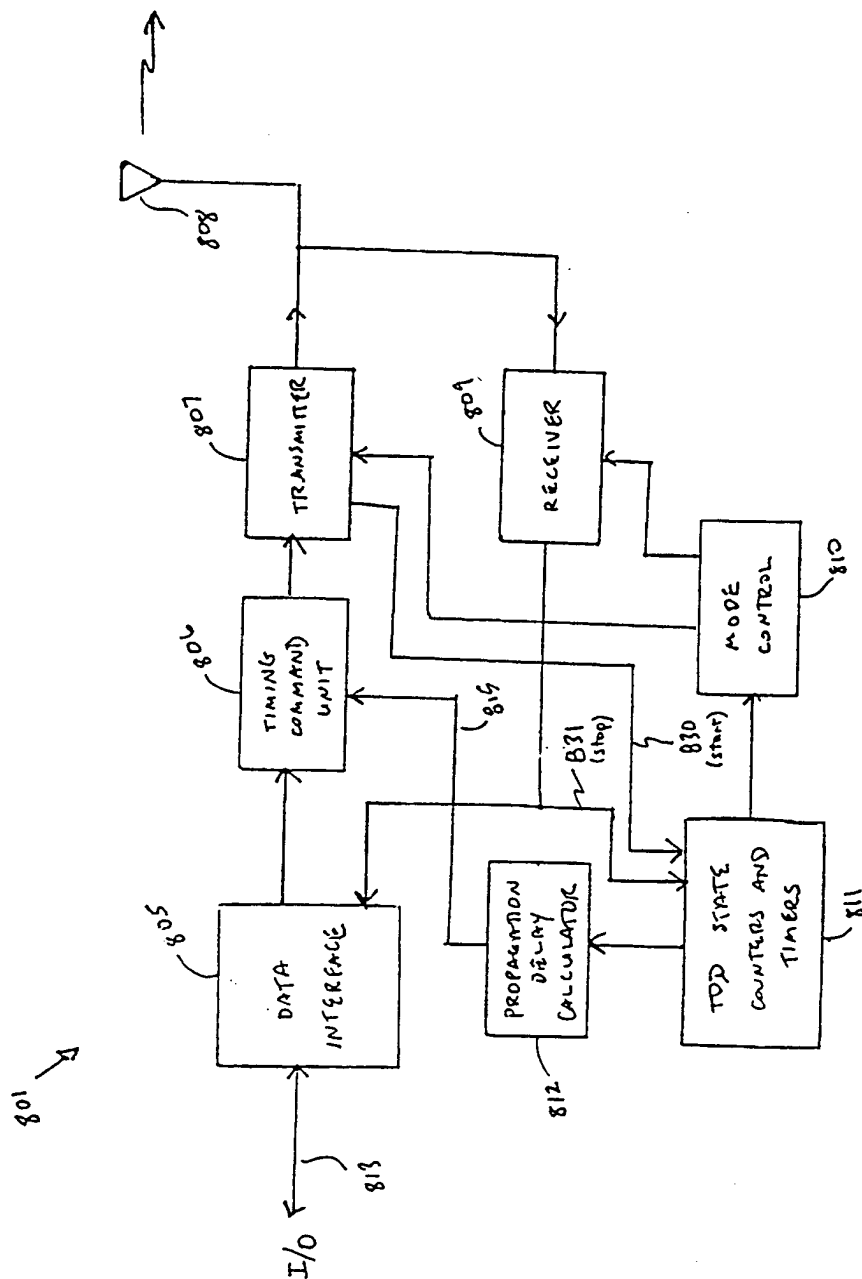 801
I/O
813
DATA
INTERFACE
805
TIMING
COMMAND
UNIT
806
TRANSMITTER
807
808
RECEIVER
809
815
831
(stop)
830
(start)
PROPAGATION
DELAY
CALCULATOR
812
TDD STATE
COUNTERS AND
TIMERS
811
MODE
CONTROL
810